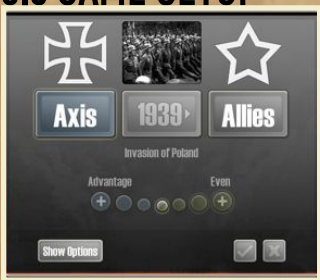 Axis
1939
Allies
Invasion of Poland
Advantage
Even
Show Options